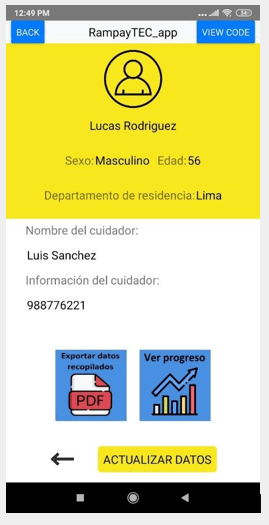 12:49 PM
BACK RampayTEC_app VIEW CODE
Lucas Rodriguez
Sexo: Masculino Edad: 56
Departamento de residencia: Lima
Nombre del cuidador:
Luis Sanchez
Información del cuidador:
988776221
Exportar datos
recopilados
PDF
Ver progreso
ACTUALIZAR DATOS